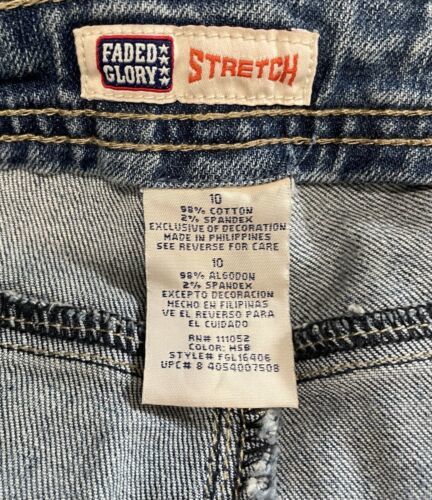 FADED
GLORY
STRETCH
10
98% COTTON
2% SPANDEX
EXCLUSIVE OF DECORATION
MADE IN PHILIPPINES
SEE REVERSE FOR CARE
10
98% ALGODON
2% SPANDEX
EXCEPTO DECORACION
HECHO EN FILIPINAS
VE EL REVERSO PARA
EL CUIDADO
RN# 111052
COLOR: HSB
STYLE# FGL16406
UPC# 8 4054007508